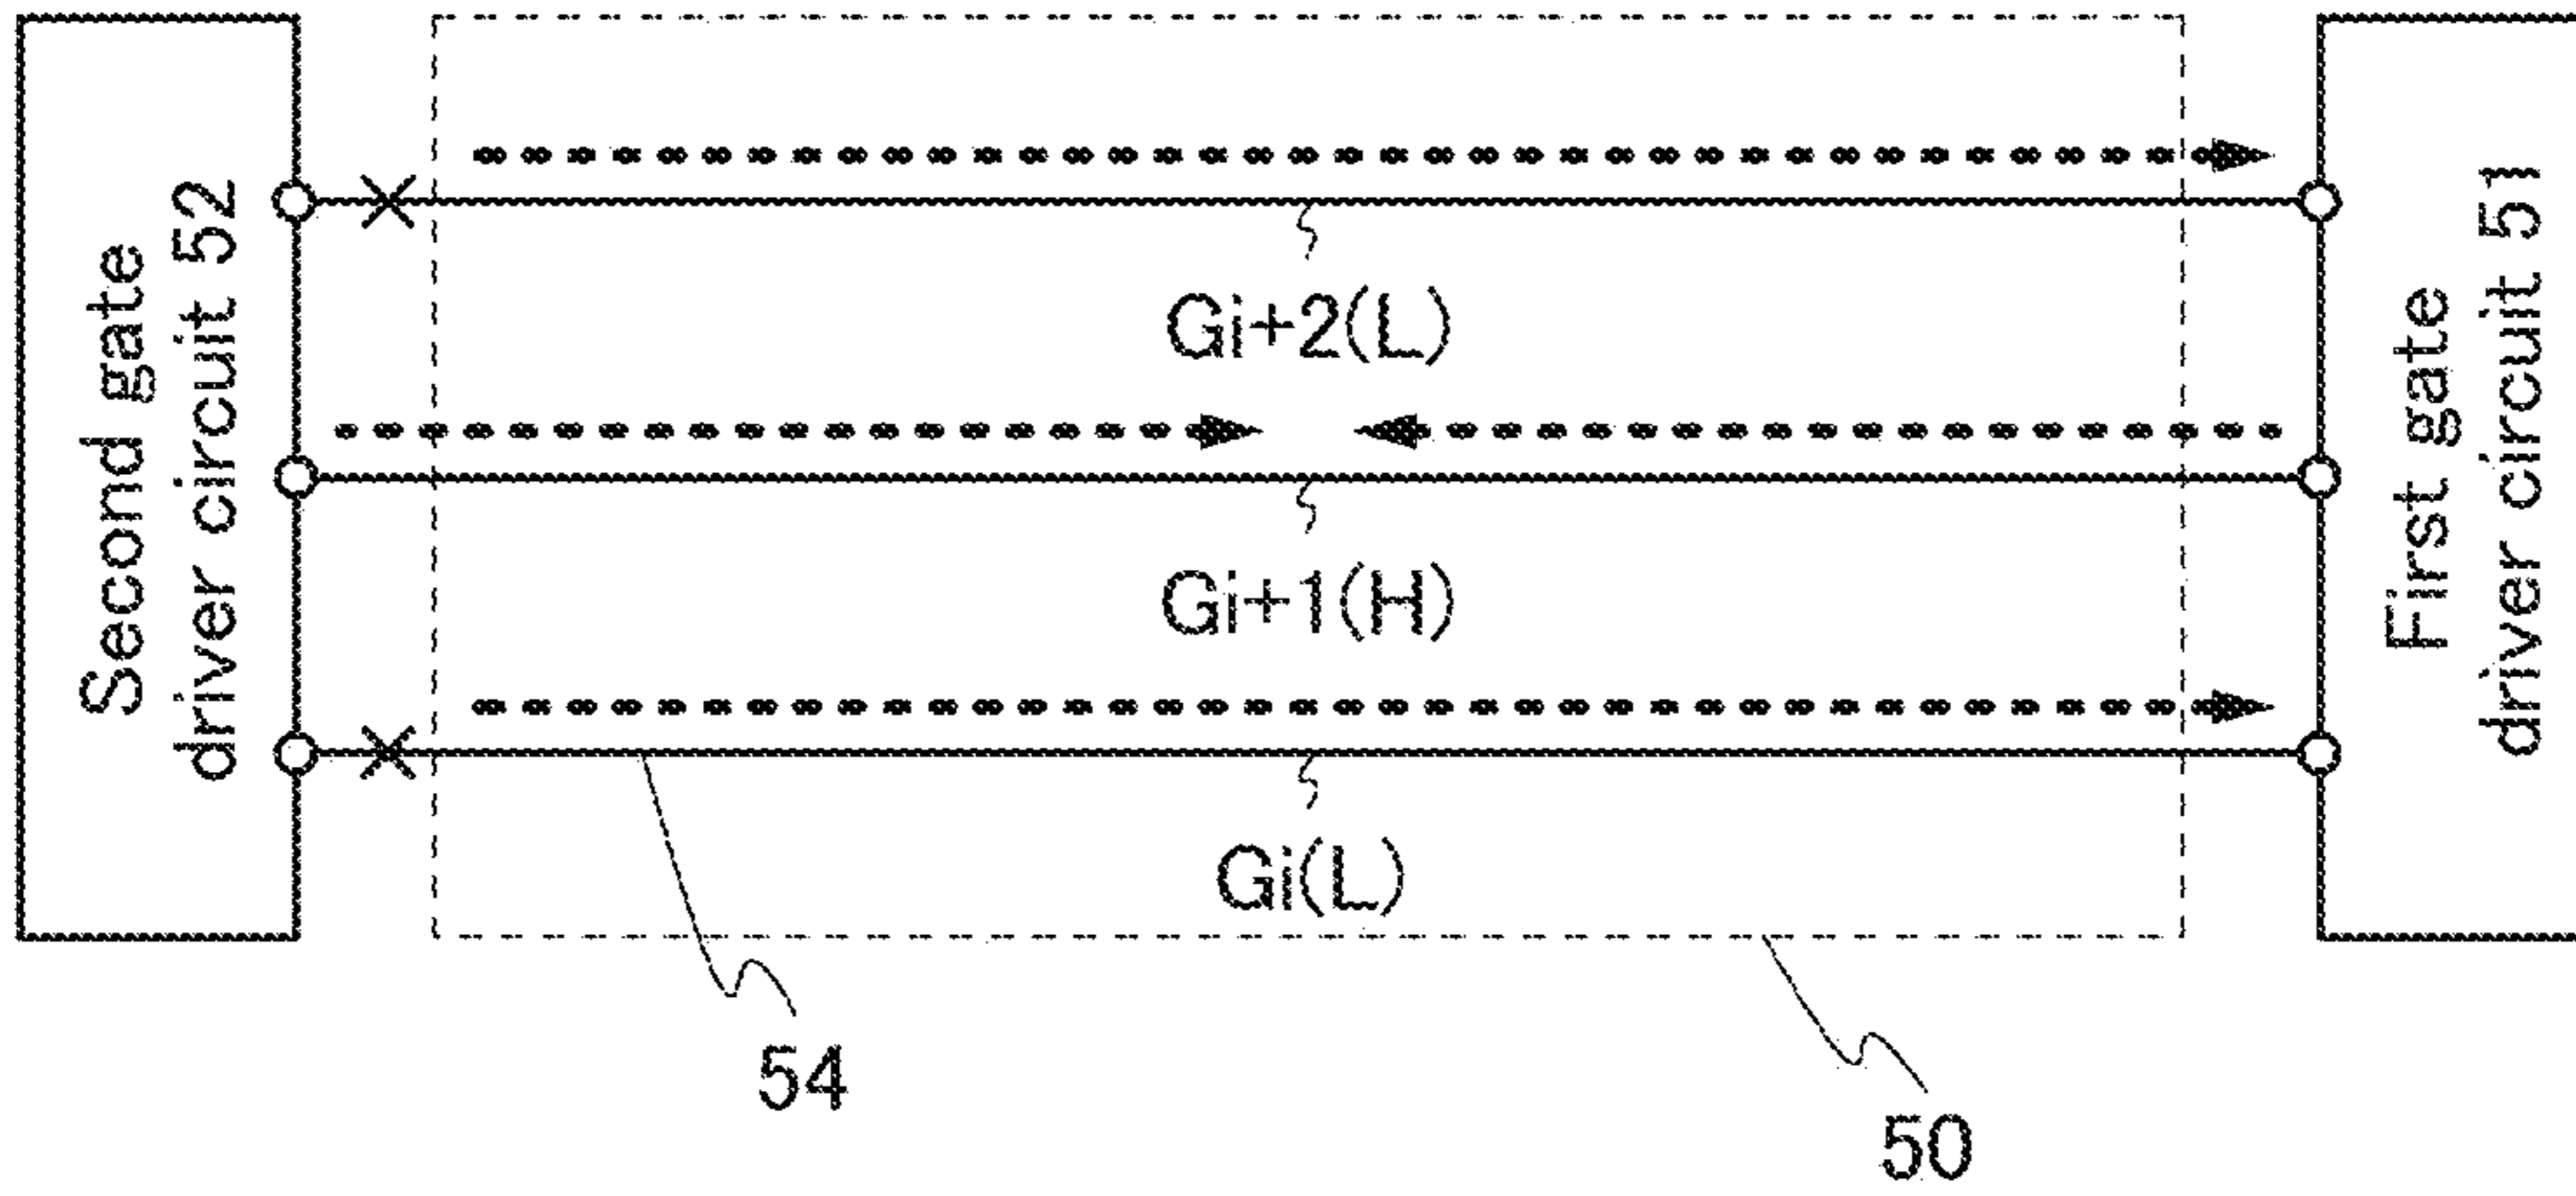 Second gate
driver circuit 52
Gi+2(L)
Gi+1(H)
Gi(L)
First gate
driver circuit 51
54
50